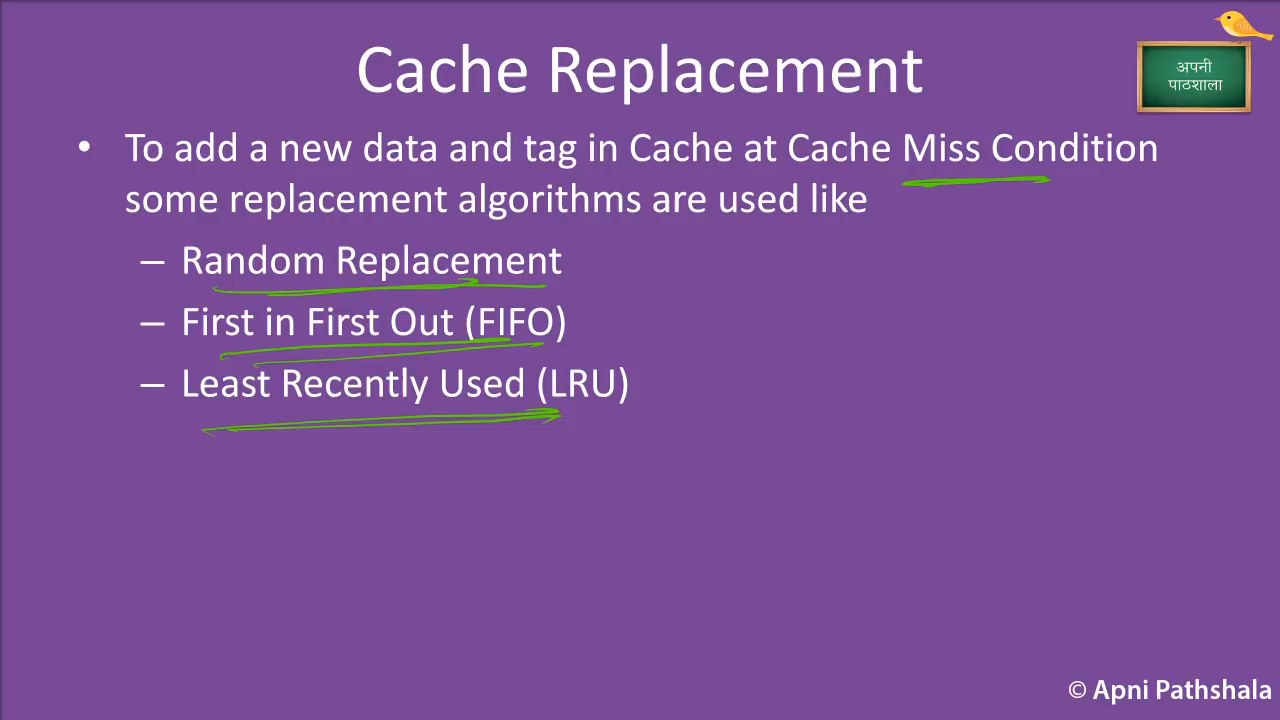 Cache Replacement
अपनी
पाठशाला
• To add a new data and tag in Cache at Cache Miss Condition
some replacement algorithms are used like
– Random Replacement
– First in First Out (FIFO)
– Least Recently Used (LRU)
© Apni Pathshala